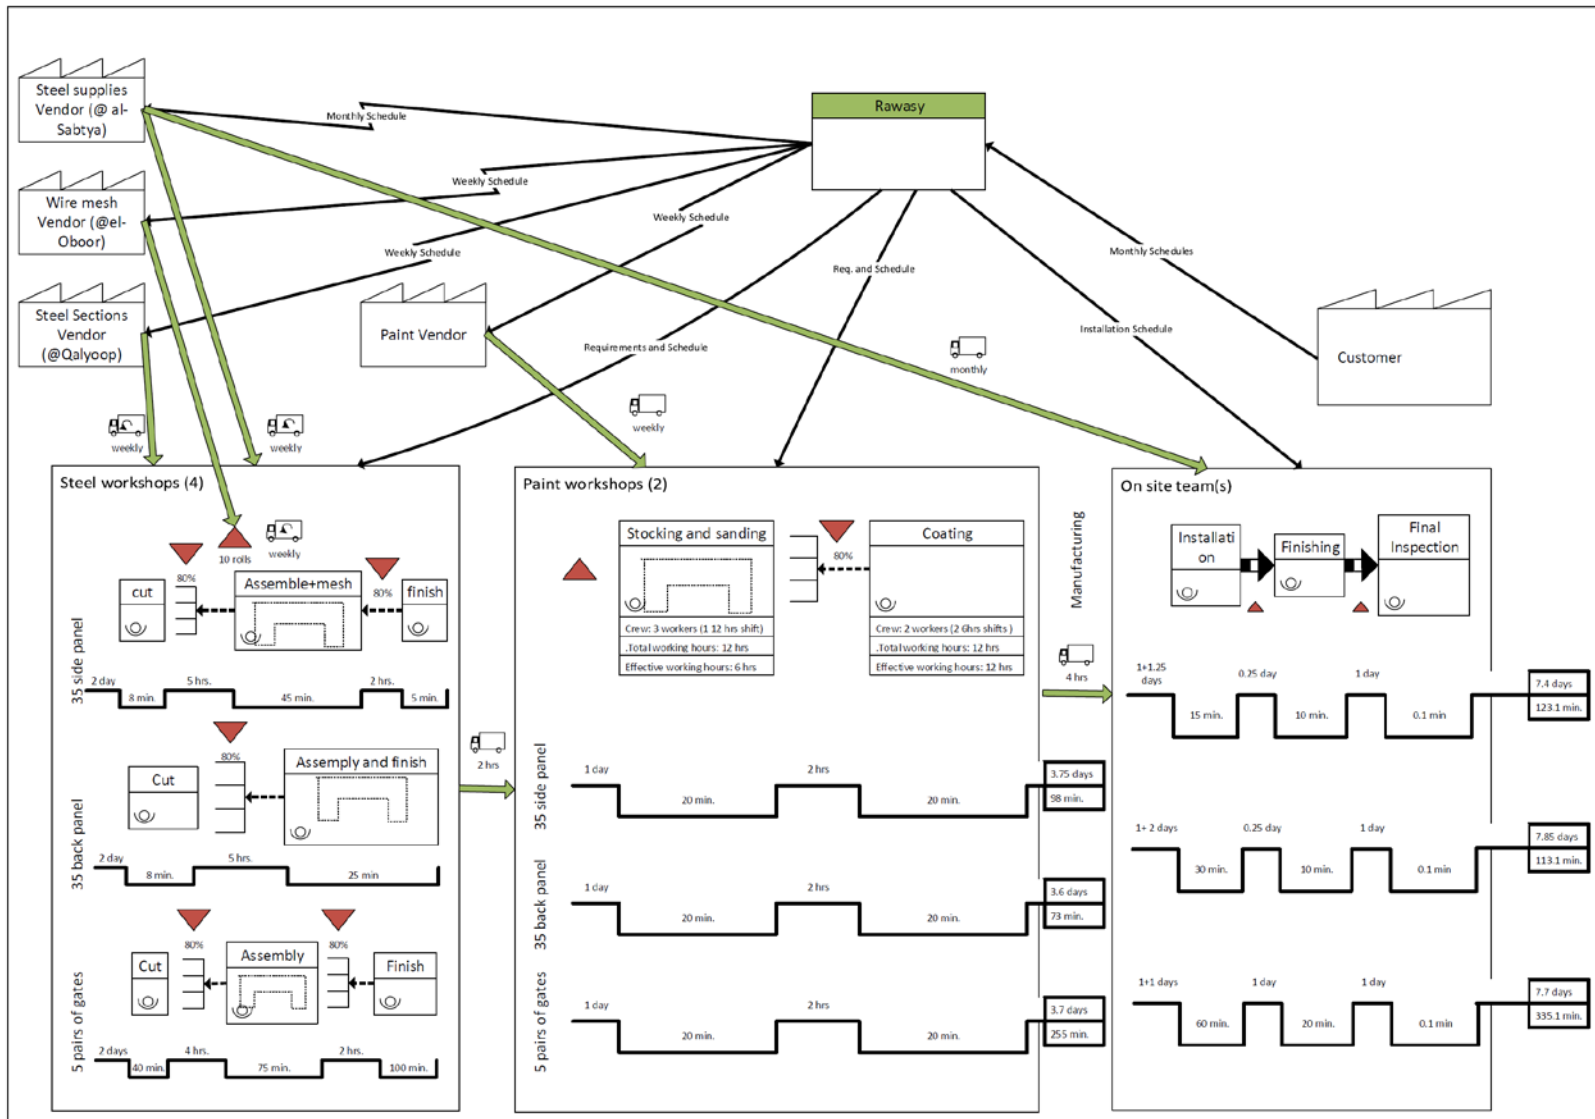 Steel supplies
Vendor (@ al-
Sabtya)
Wire mesh
Vendor (@el-
Oboor)
Steel Sections
Vendor
(@Qalyoop)
Paint Vendor
Rawasy
Customer
Monthly Schedule
Weekly Schedule
Weekly Schedule
Weekly Schedule
Req. and Schedule
Requirements and Schedule
Monthly Schedules
Installation Schedule
monthly
weekly
weekly
weekly
Steel workshops (4)
10 rolls
weekly
80%
80%
cut
Assemble+mesh
finish
35 side panel
2 day
8 min.
5 hrs.
45 min.
2 hrs.
5 min.
80%
Cut
Assemply and finish
35 back panel
2 day
8 min.
5 hrs.
25 min
80%
80%
Cut
Assembly
Finish
5 pairs of gates
2 days
40 min.
4 hrs.
75 min.
2 hrs.
100 min.
2 hrs
Paint workshops (2)
Stocking and sanding
Crew: 3 workers (1 12 hrs shift)
.Total working hours: 12 hrs
Effective working hours: 6 hrs
80%
Coating
Crew: 2 workers (2 6hrs shifts )
.Total working hours: 12 hrs
Effective working hours: 12 hrs
35 side panel
1 day
20 min.
2 hrs
20 min.
3.75 days
98 min.
35 back panel
1 day
20 min.
2 hrs
20 min.
3.6 days
73 min.
5 pairs of gates
1 day
20 min.
2 hrs
20 min.
3.7 days
255 min.
Manufacturing
4 hrs
On site team(s)
Installati
on
Finishing
Final
Inspection
1+1.25
days
15 min.
0.25 day
10 min.
1 day
0.1 min
7.4 days
123.1 min.
1+ 2 days
30 min.
0.25 day
10 min.
1 day
0.1 min
7.85 days
113.1 min.
1+1 days
60 min.
1 day
20 min.
1 day
0.1 min
7.7 days
335.1 min.